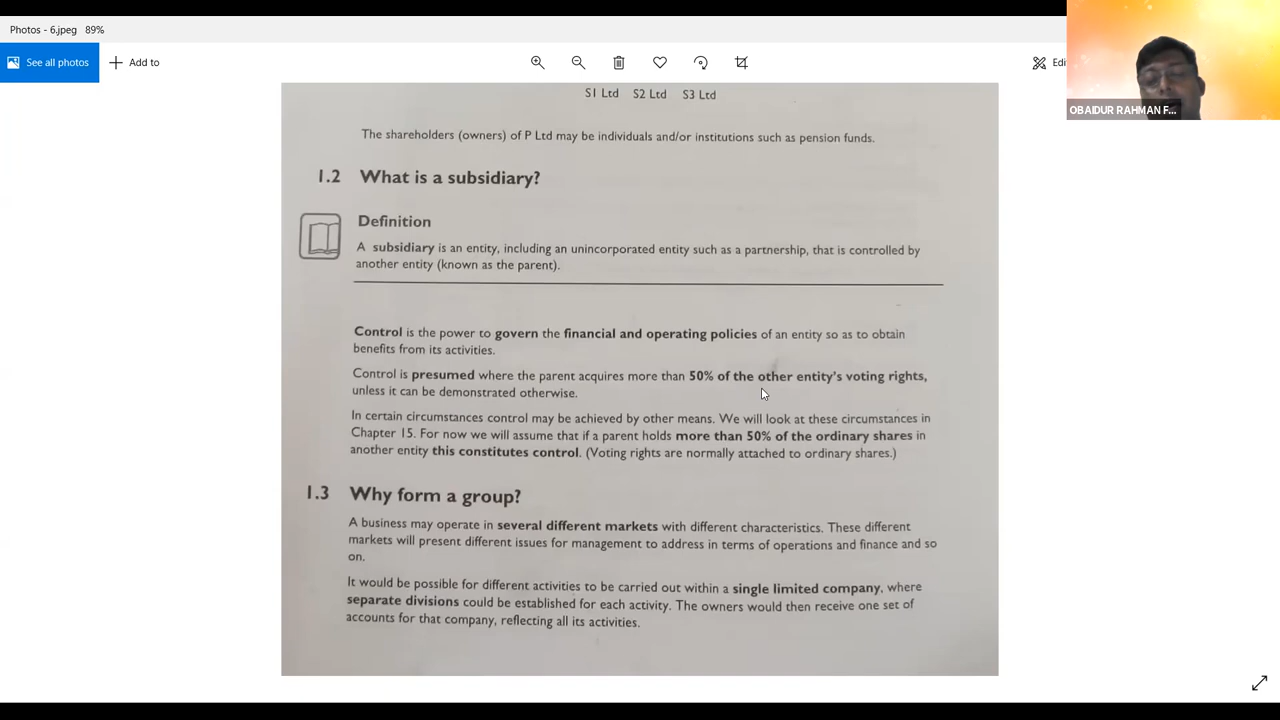 Photos - 6.jpeg 89%
See all photos
Add to
Edi
OBAIDUR RAHMAN F...
S1 Ltd S2 Ltd S3 Ltd
The shareholders (owners) of P Ltd may be individuals and/or institutions such as pension funds.
1.2 What is a subsidiary?
Definition
A subsidiary is an entity, including an unincorporated entity such as a partnership, that is controlled by
another entity (known as the parent).
Control is the power to govern the financial and operating policies of an entity so as to obtain
benefits from its activities.
Control is presumed where the parent acquires more than 50% of the other entity's voting rights,
unless it can be demonstrated otherwise.
In certain circumstances control may be achieved by other means. We will look at these circumstances in
Chapter 15. For now we will assume that if a parent holds more than 50% of the ordinary shares in
another entity this constitutes control. (Voting rights are normally attached to ordinary shares.)
1.3 Why form a group?
A business may operate in several different markets with different characteristics. These different
markets will present different issues for management to address in terms of operations and finance and so
on.
It would be possible for different activities to be carried out within a single limited company, where
separate divisions could be established for each activity. The owners would then receive one set of
accounts for that company, reflecting all its activities.